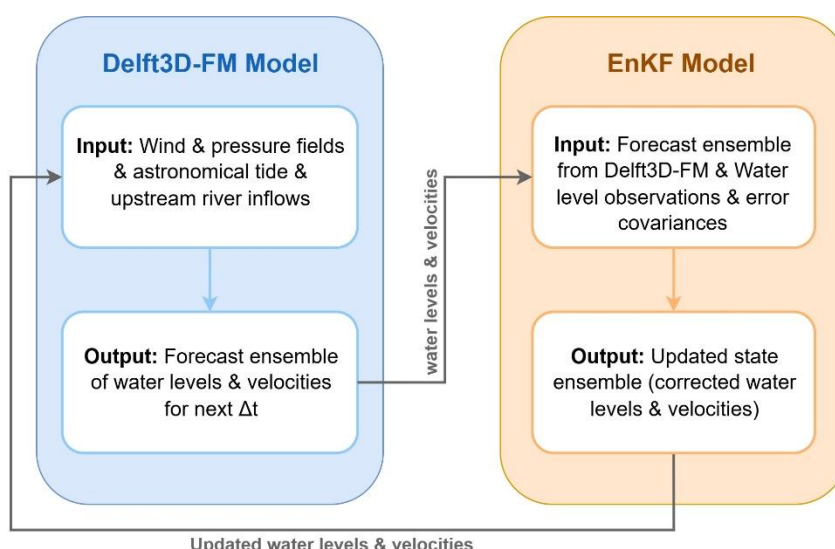 Delft3D-FM Model
Input: Wind & pressure fields
& astronomical tide &
upstream river inflows
Output: Forecast ensemble
of water levels & velocities
for next Δt
water levels & velocities
EnKF Model
Input: Forecast ensemble
from Delft3D-FM & Water
level observations & error
covariances
Output: Updated state
ensemble (corrected water
levels & velocities)
Updated water levels & velocities